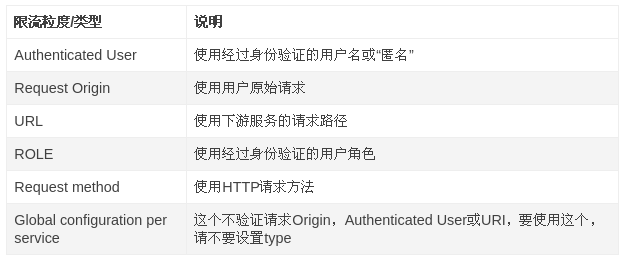 限流粒度/类型 说明
Authenticated User 使用经过身份验证的用户名或“匿名”
Request Origin 使用用户原始请求
URL 使用下游服务的请求路径
ROLE 使用经过身份验证的用户角色
Request method 使用HTTP请求方法
Global configuration per 这个不验证请求Origin，Authenticated User或URI，要使用这个，
service 请不要设置type